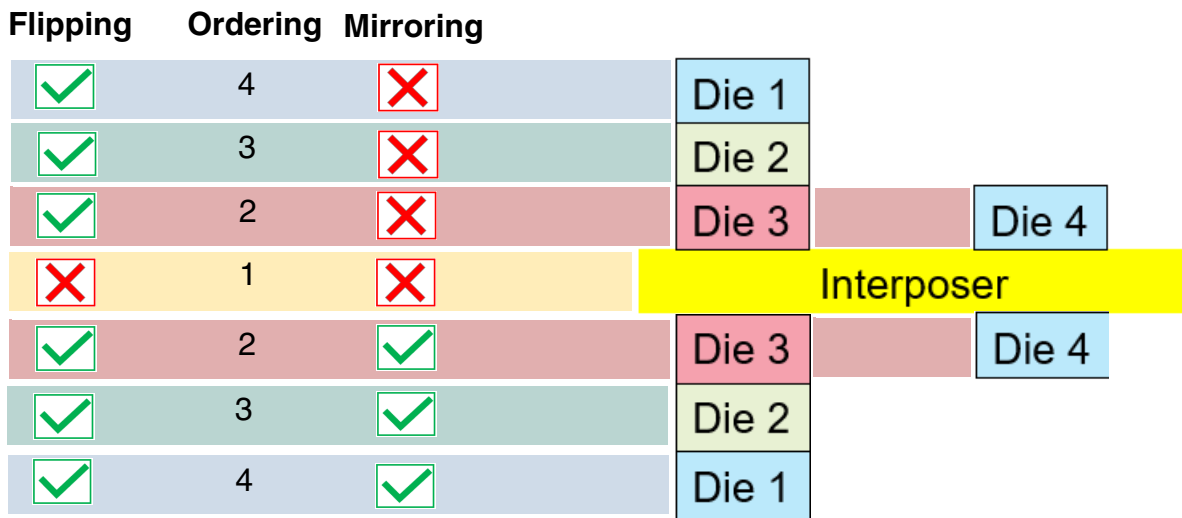 Flipping Ordering Mirroring
4 Die 1
3 Die 2
2 Die 3 Die 4
1 Interposer
2 Die 3 Die 4
3 Die 2
4 Die 1